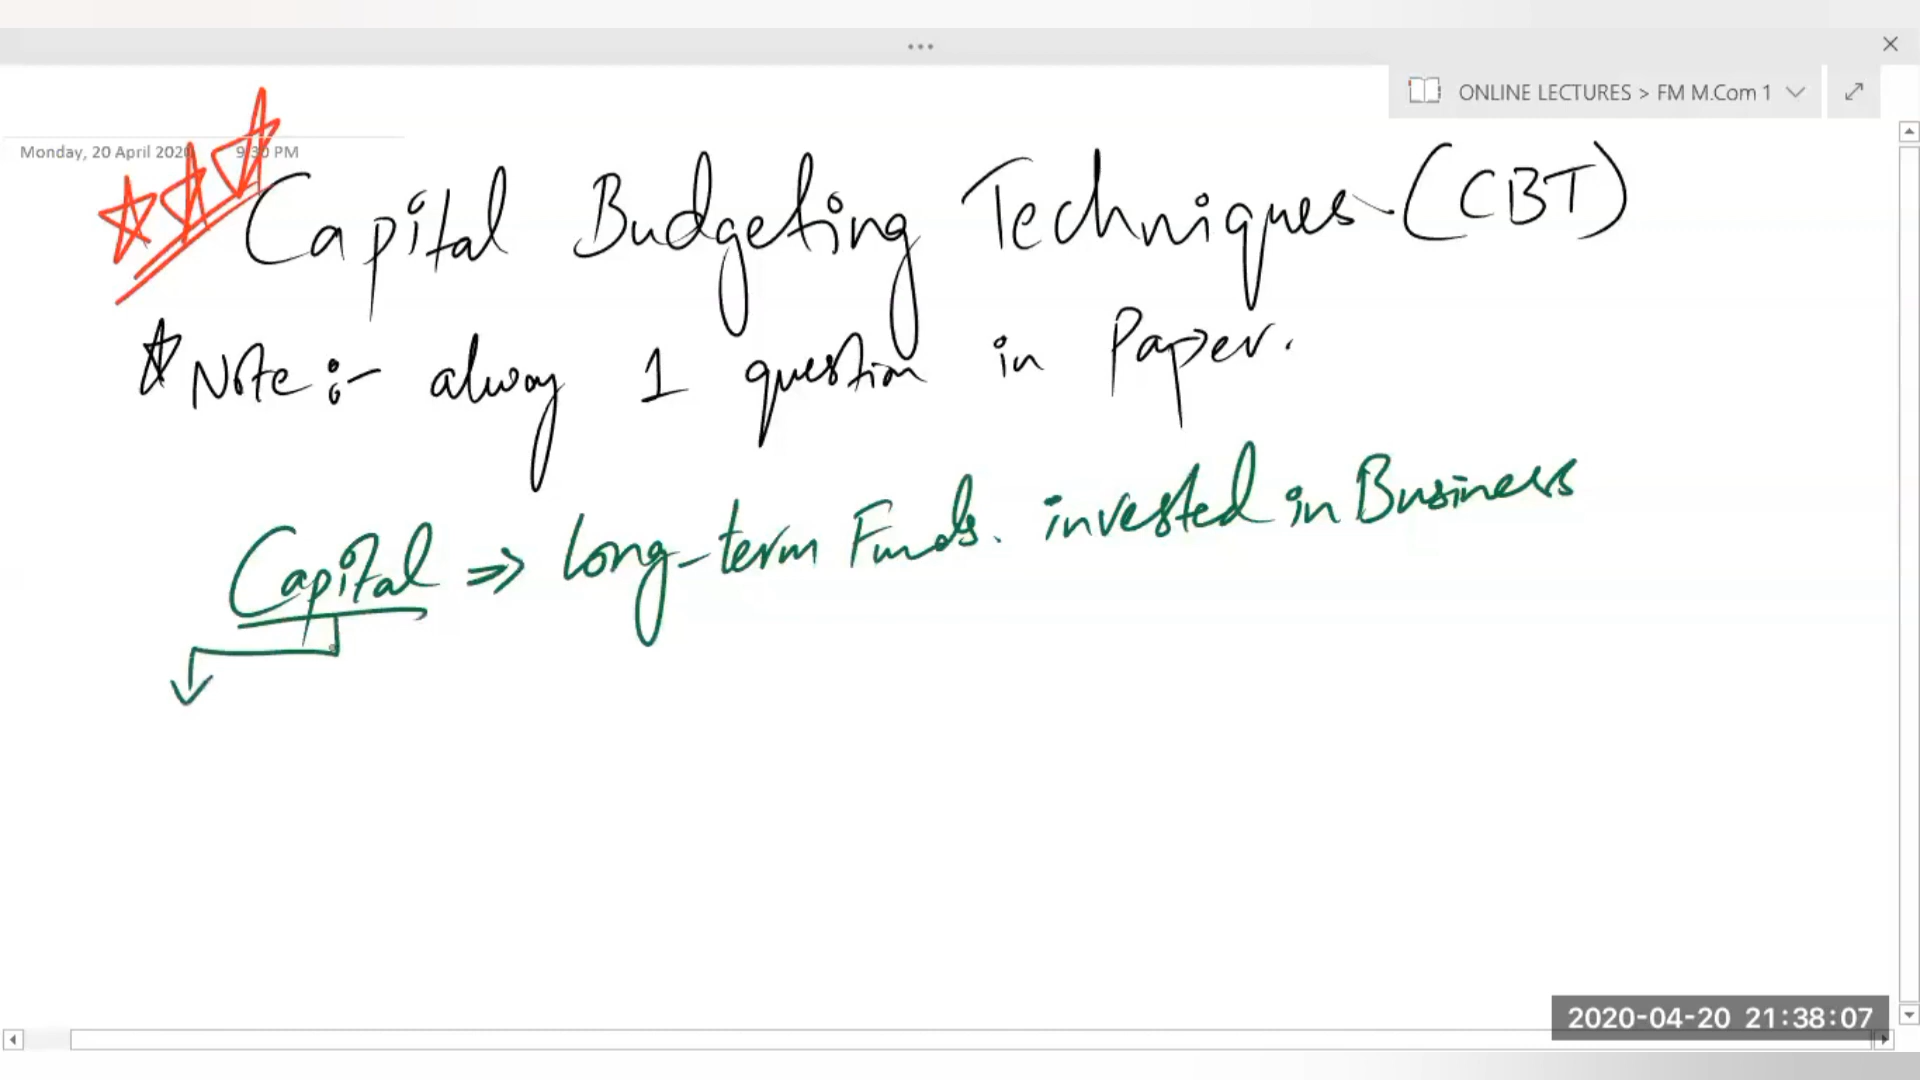 ONLINE LECTURES > FM M.Com 1
Monday, 20 April 2020 9:30 PM
Capital Budgeting Techniques (CBT)
Note:- alway 1 question in Paper.
Capital ⇒ Long-term Funds. invested in Business
2020-04-20 21:38:07